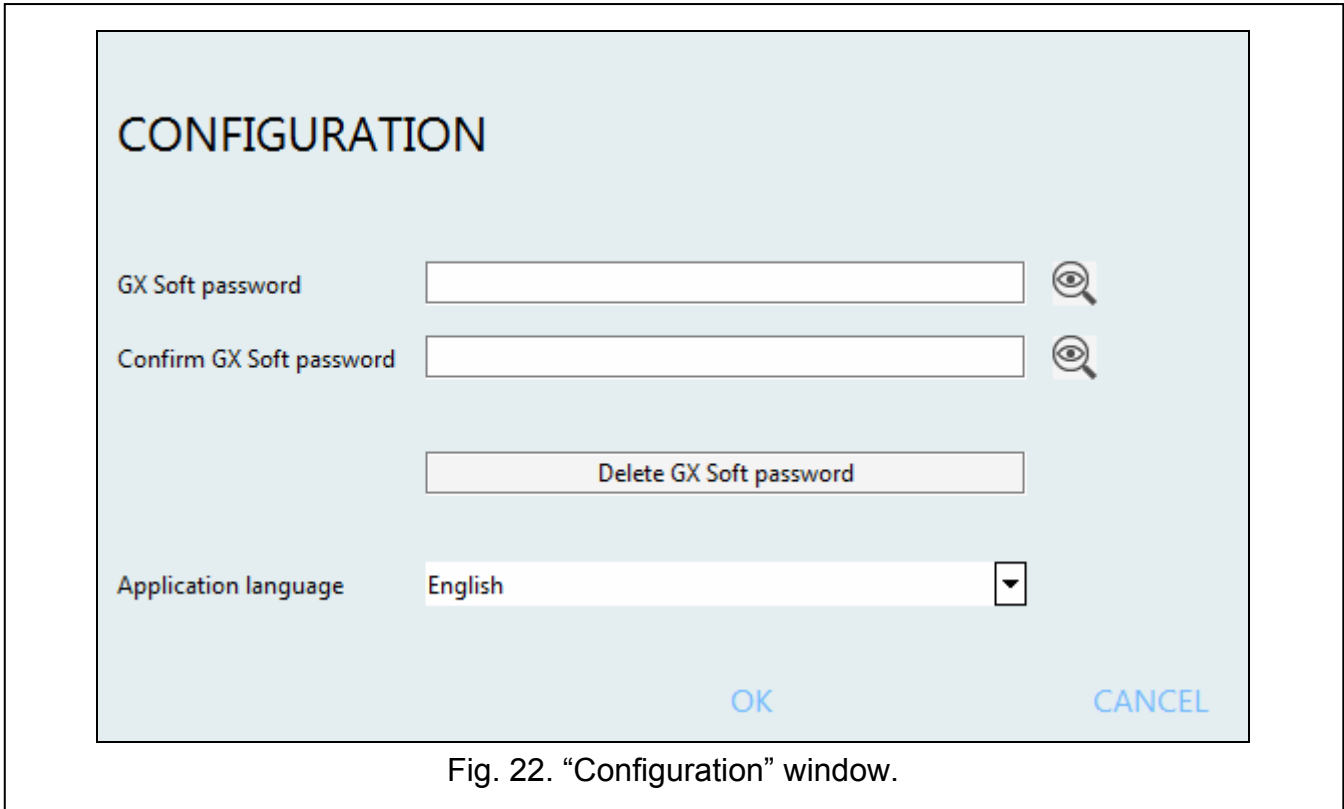 CONFIGURATION
GX Soft password
Confirm GX Soft password
Delete GX Soft password
Application language English
OK CANCEL
Fig. 22. “Configuration” window.